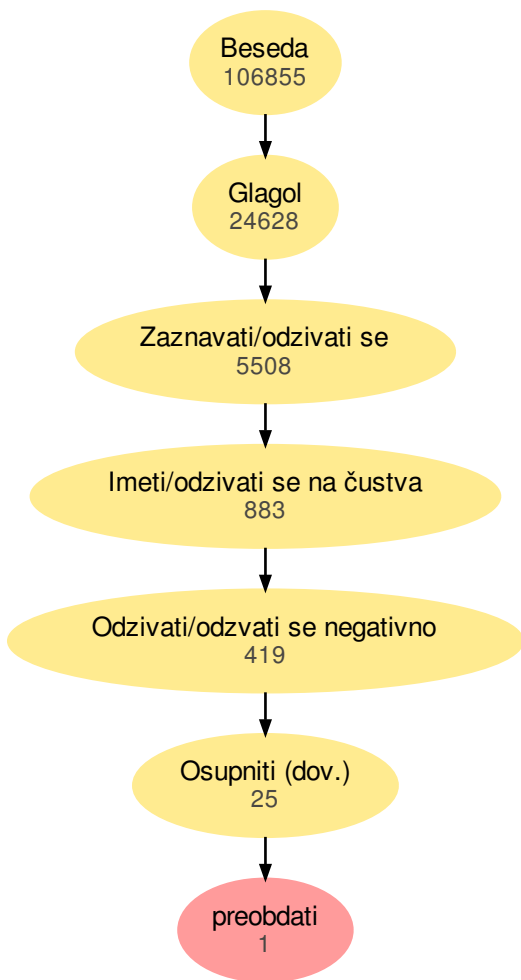 Beseda
106855
Glagol
24628
Zaznavati/odzivati se
5508
Imeti/odzivati se na čustva
883
Odzivati/odzvati se negativno
419
Osupniti (dov.)
25
preobdati
1